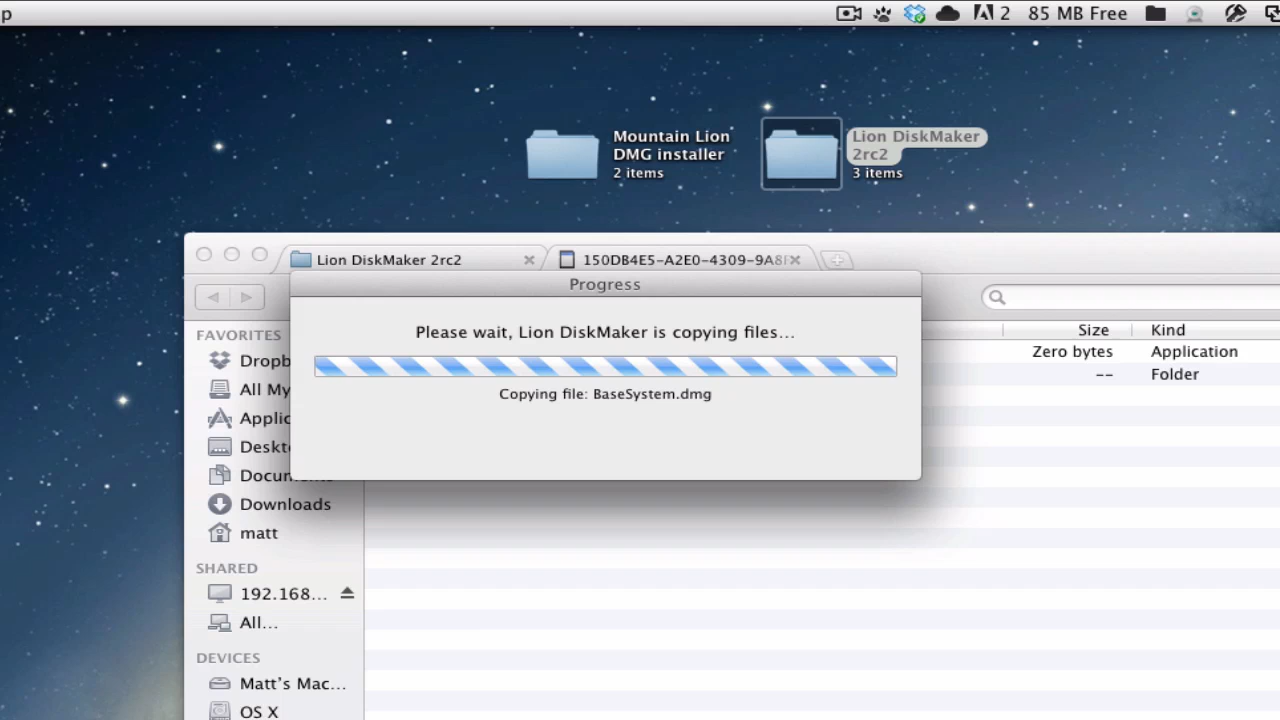 p
2 85 MB Free
Mountain Lion
DMG installer
2 items
Lion DiskMaker
2rc2
3 items
Lion DiskMaker 2rc2
150DB4E5-A2E0-4309-9A8
Progress
Please wait, Lion DiskMaker is copying files...
Copying file: BaseSystem.dmg
Size Kind
Zero bytes Application
-- Folder
FAVORITES
Dropb
All My
Applic
Deskt
Docum
Downloads
matt
SHARED
192.168...
All...
DEVICES
Matt's Mac...
OS X